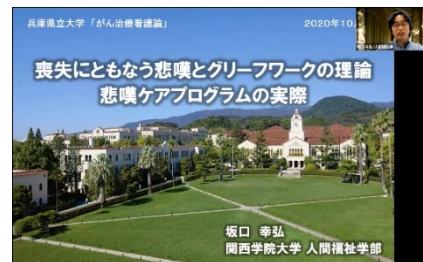 兵庫県立大学「がん治療看護論」
2020年10
喪失にともなう悲嘆とグリーフワークの理論
悲嘆ケアプログラムの実際
坂口 幸弘
関西学院大学 人間福祉学部